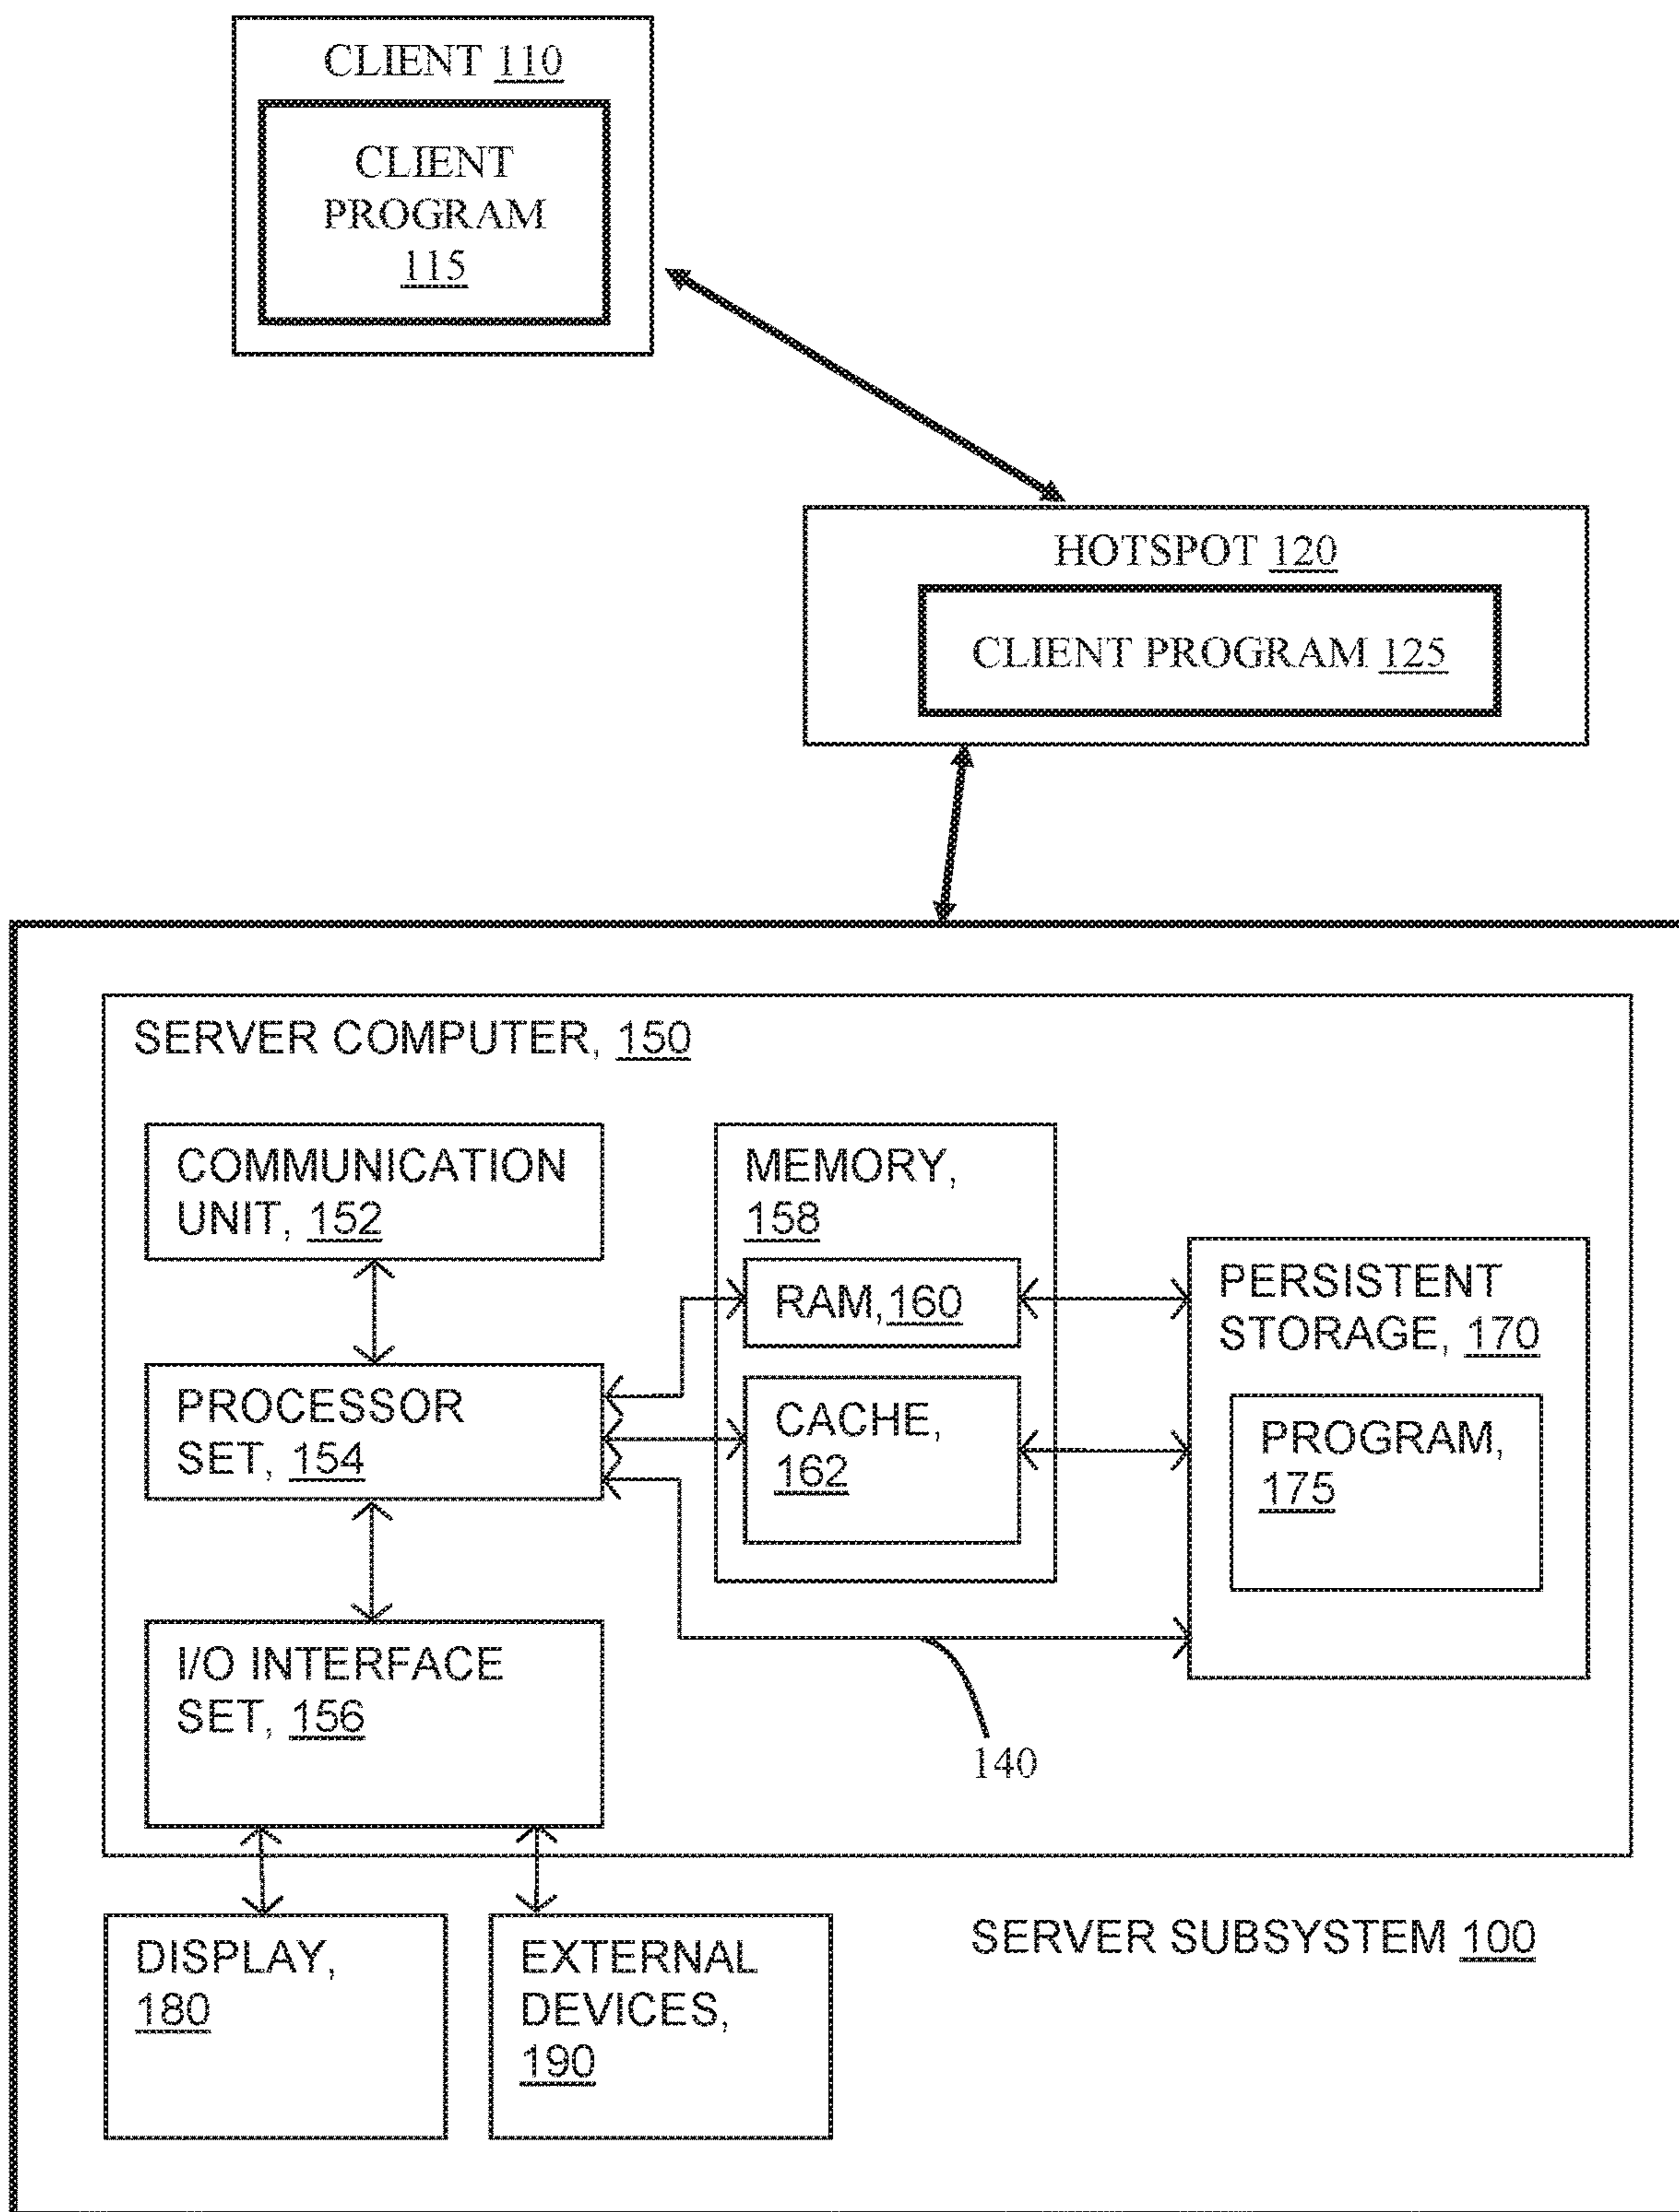 CLIENT 110
CLIENT
PROGRAM
115
HOTSPOT 120
CLIENT PROGRAM 125
SERVER COMPUTER, 150
COMMUNICATION
UNIT, 152
MEMORY,
158
RAM, 160
PERSISTENT
STORAGE, 170
PROCESSOR
SET, 154
CACHE,
162
PROGRAM,
175
I/O INTERFACE
SET, 156
140
DISPLAY,
180
EXTERNAL
DEVICES,
190
SERVER SUBSYSTEM 100